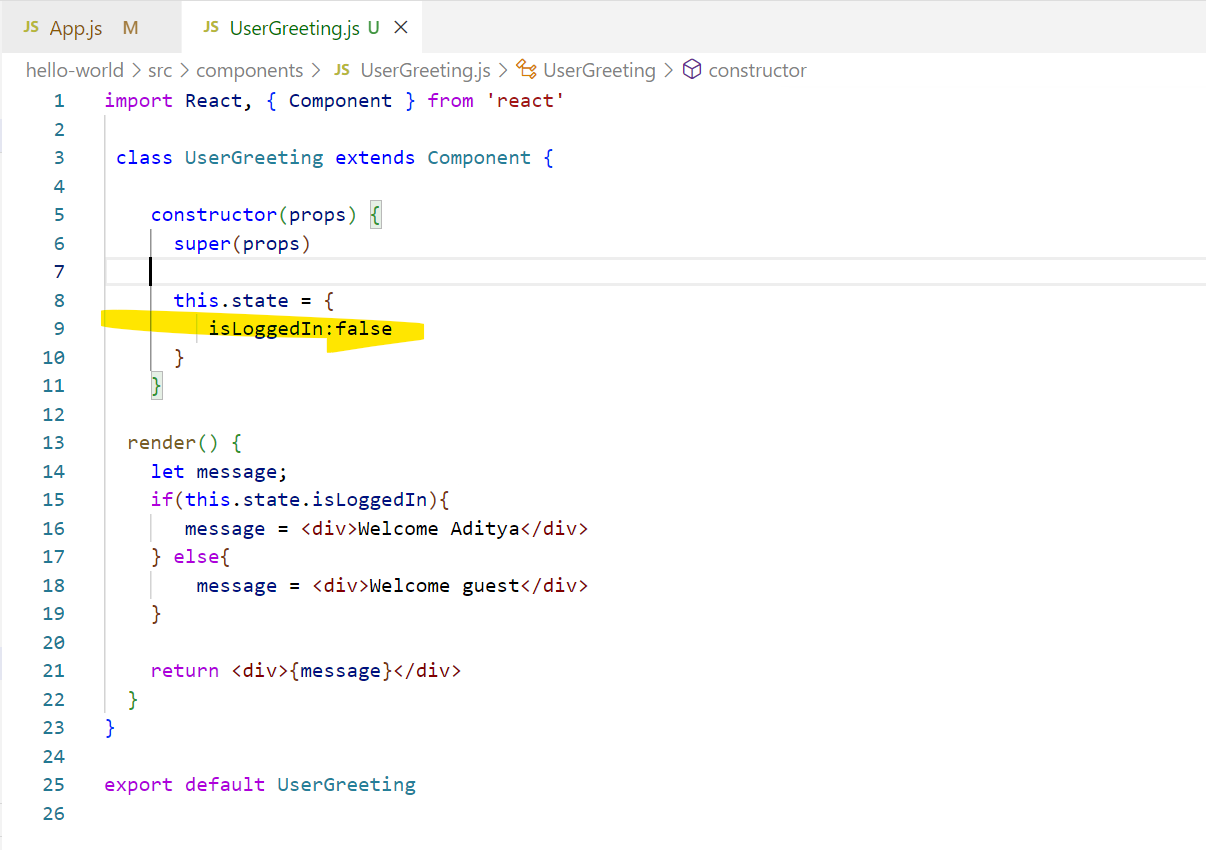 JS App.js M JS UserGreeting.js U
hello-world > src > components > JS UserGreeting.js > UserGreeting > constructor
1 import React, { Component } from 'react'
2
3 class UserGreeting extends Component {
4
5 constructor(props) {
6 super(props)
7
8 this.state = {
9 isLoggedIn:false
10 }
11 }
12
13 render() {
14 let message;
15 if(this.state.isLoggedIn){
16 message = <div>Welcome Aditya</div>
17 } else{
18 message = <div>Welcome guest</div>
19 }
20
21 return <div>{message}</div>
22 }
23 }
24
25 export default UserGreeting
26